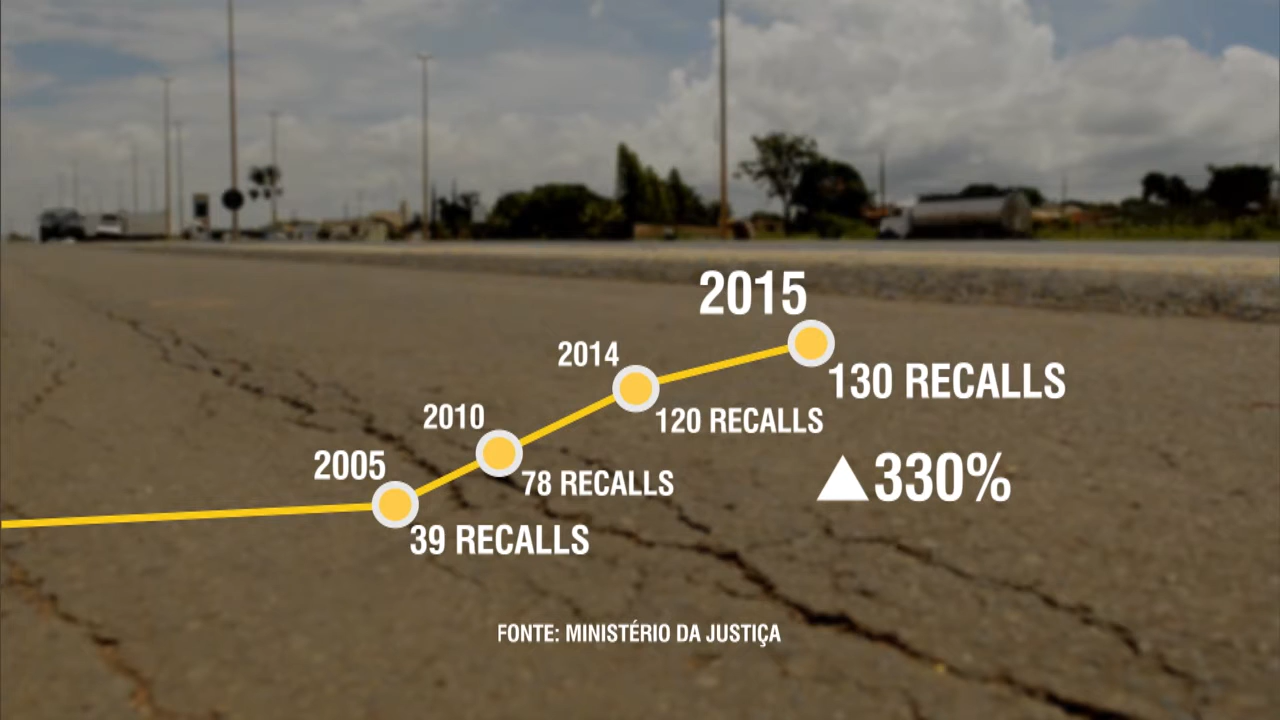 2015
130 RECALLS
2014
120 RECALLS
2010
78 RECALLS
330%
2005
39 RECALLS
FONTE: MINISTÉRIO DA JUSTIÇA